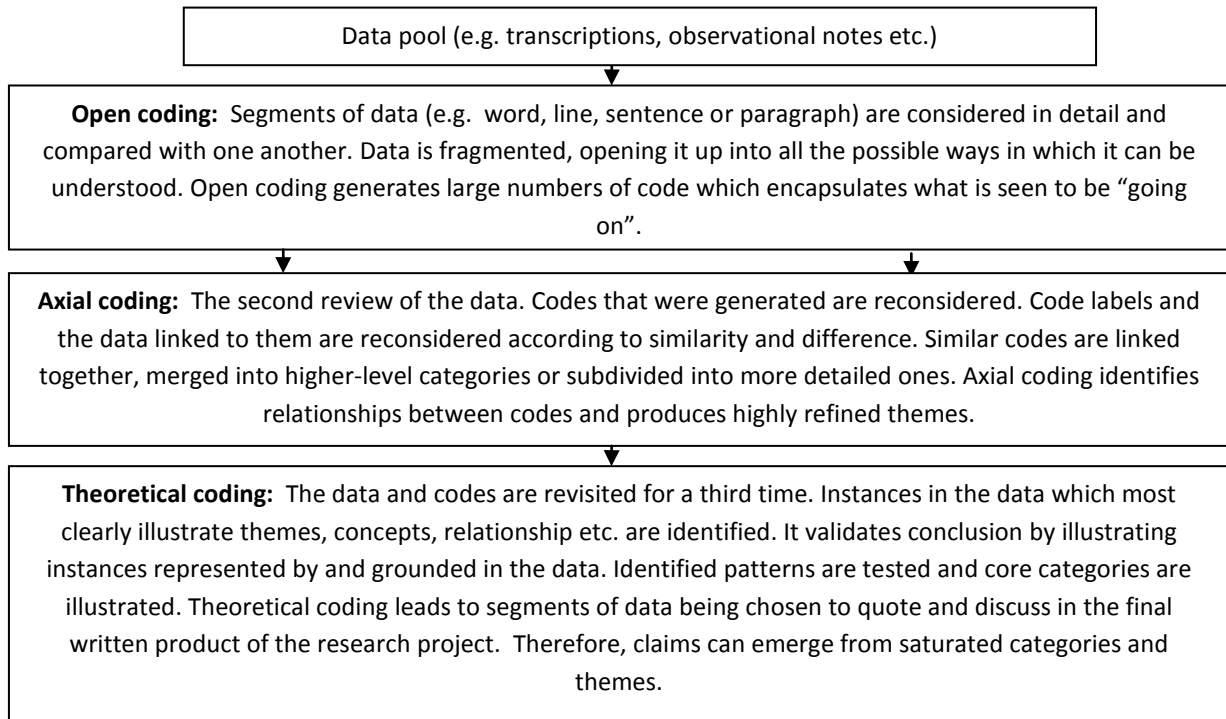 Data pool (e.g. transcriptions, observational notes etc.)
Open coding: Segments of data (e.g. word, line, sentence or paragraph) are considered in detail and
compared with one another. Data is fragmented, opening it up into all the possible ways in which it can be
understood. Open coding generates large numbers of code which encapsulates what is seen to be “going
on”.
Axial coding: The second review of the data. Codes that were generated are reconsidered. Code labels and
the data linked to them are reconsidered according to similarity and difference. Similar codes are linked
together, merged into higher-level categories or subdivided into more detailed ones. Axial coding identifies
relationships between codes and produces highly refined themes.
Theoretical coding: The data and codes are revisited for a third time. Instances in the data which most
clearly illustrate themes, concepts, relationship etc. are identified. It validates conclusion by illustrating
instances represented by and grounded in the data. Identified patterns are tested and core categories are
illustrated. Theoretical coding leads to segments of data being chosen to quote and discuss in the final
written product of the research project. Therefore, claims can emerge from saturated categories and
themes.